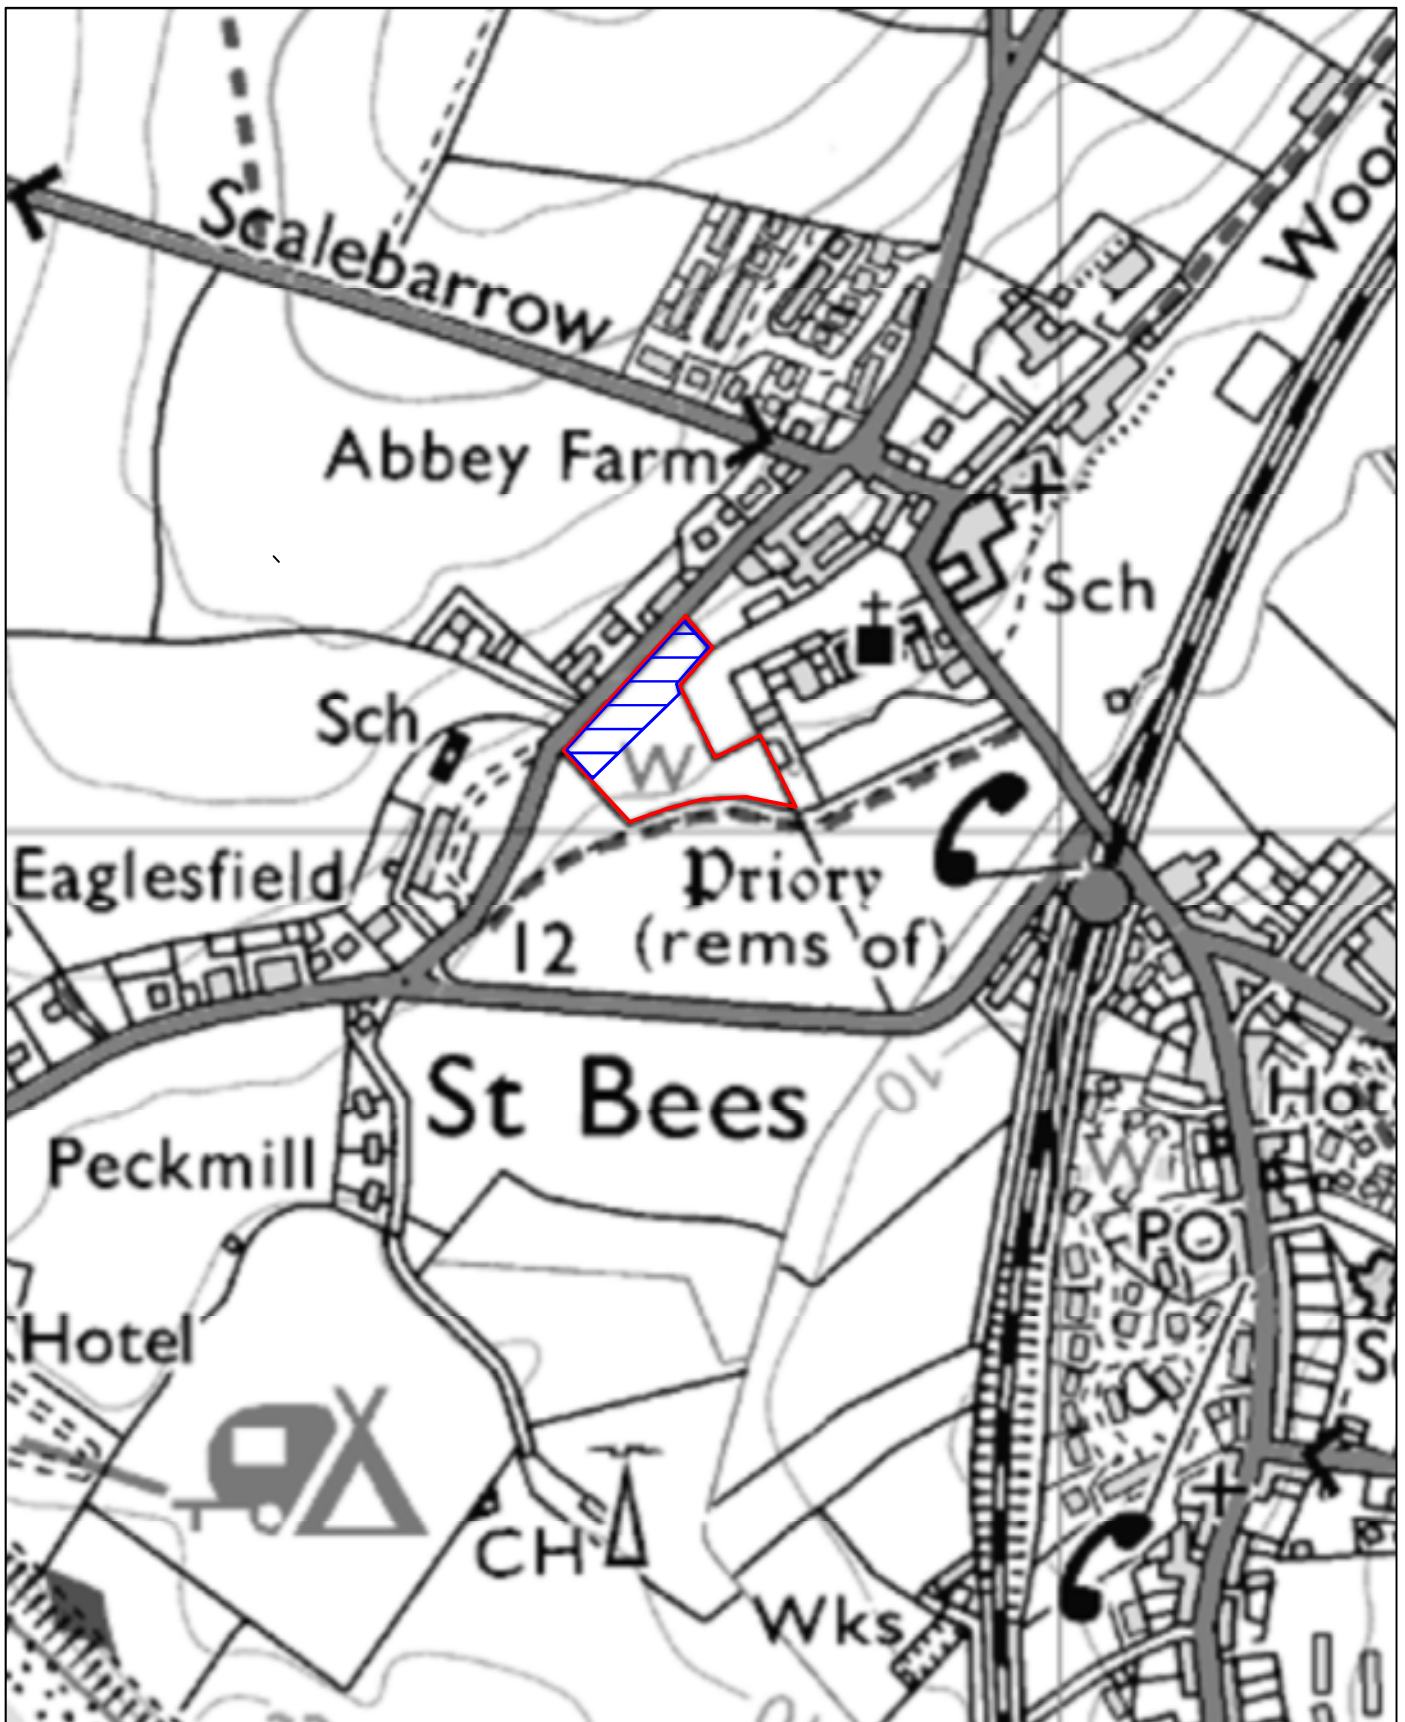 Wood
Scalebarrow
Abbey Farm
Sch
Sch
W
Eaglesfield
Priory
12 (rems of)
St Bees
10
Hote
Peckmill
W
PO
Hotel
S
CH
Wks